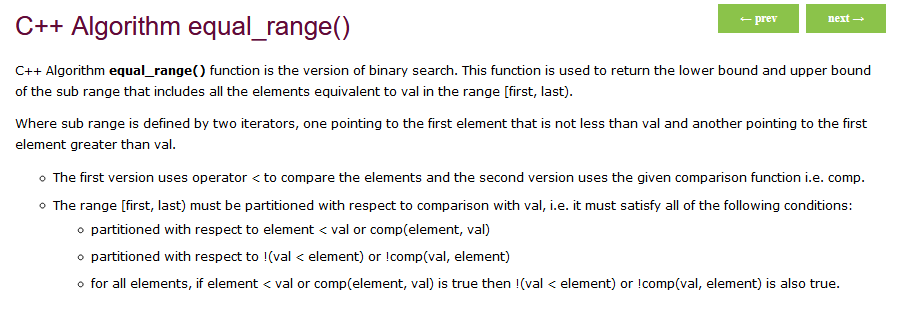 C++ Algorithm equal_range()
← prev
next →
C++ Algorithm equal_range() function is the version of binary search. This function is used to return the lower bound and upper bound
of the sub range that includes all the elements equivalent to val in the range [first, last).
Where sub range is defined by two iterators, one pointing to the first element that is not less than val and another pointing to the first
element greater than val.
The first version uses operator < to compare the elements and the second version uses the given comparison function i.e. comp.
The range [first, last) must be partitioned with respect to comparison with val, i.e. it must satisfy all of the following conditions:
partitioned with respect to element < val or comp(element, val)
partitioned with respect to !(val < element) or !comp(val, element)
for all elements, if element < val or comp(element, val) is true then !(val < element) or !comp(val, element) is also true.